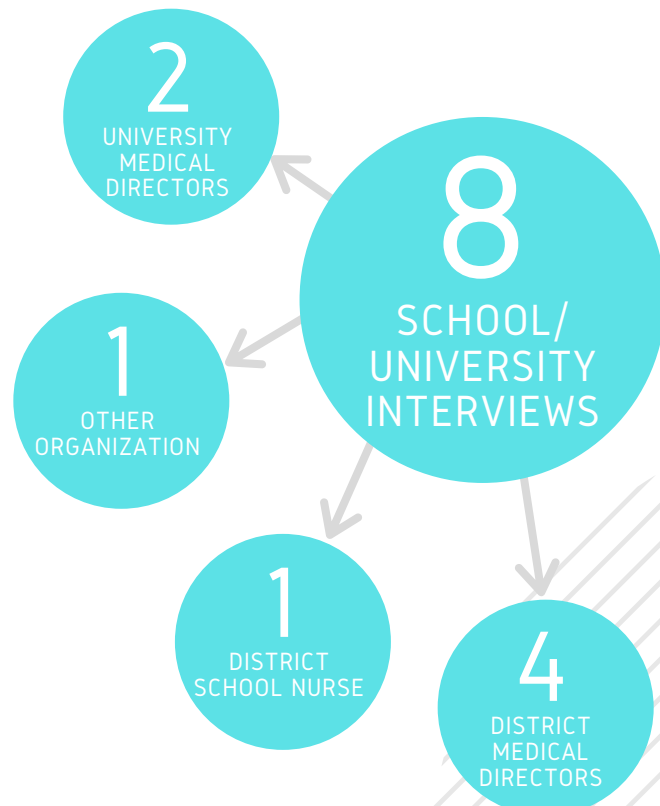 2
UNIVERSITY
MEDICAL
DIRECTORS
8
SCHOOL/
UNIVERSITY
INTERVIEWS
1
OTHER
ORGANIZATION
1
DISTRICT
SCHOOL NURSE
4
DISTRICT
MEDICAL
DIRECTORS